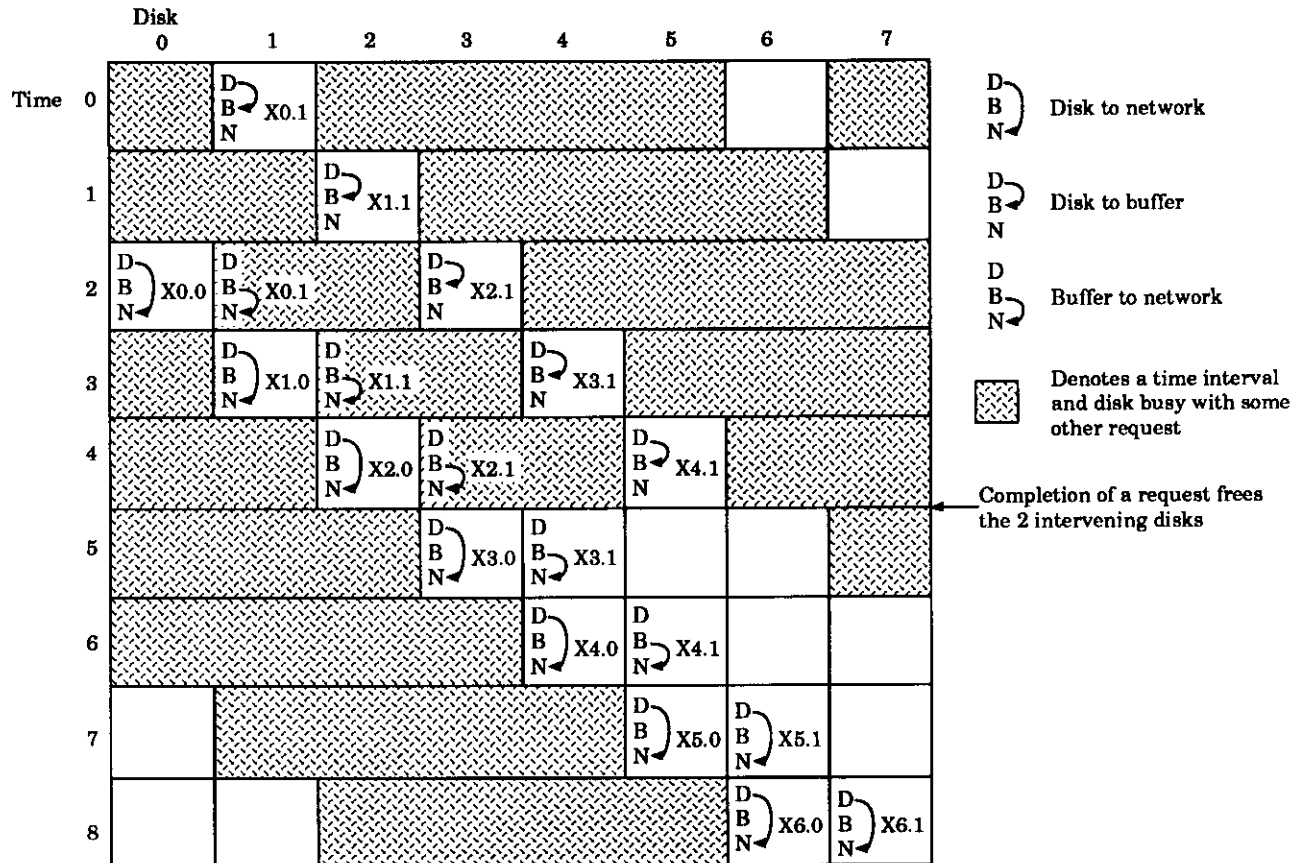 Disk
0 1 2 3 4 5 6 7
Time 0
D
B X0.1
N
D
B
N
Disk to network
1
D
B X1.1
N
D
B
N
Disk to buffer
2
D
B X0.0
N
D
B X0.1
N
D
B X2.1
N
D
B
N
Buffer to network
3
D
B X1.0
N
D
B X1.1
N
D
B X3.1
N
Denotes a time interval
and disk busy with some
other request
4
D
B X2.0
N
D
B X2.1
N
D
B X4.1
N
Completion of a request frees
the 2 intervening disks
5
D
B X3.0
N
D
B X3.1
N
6
D
B X4.0
N
D
B X4.1
N
7
D
B X5.0
N
D
B X5.1
N
8
D
B X6.0
N
D
B X6.1
N